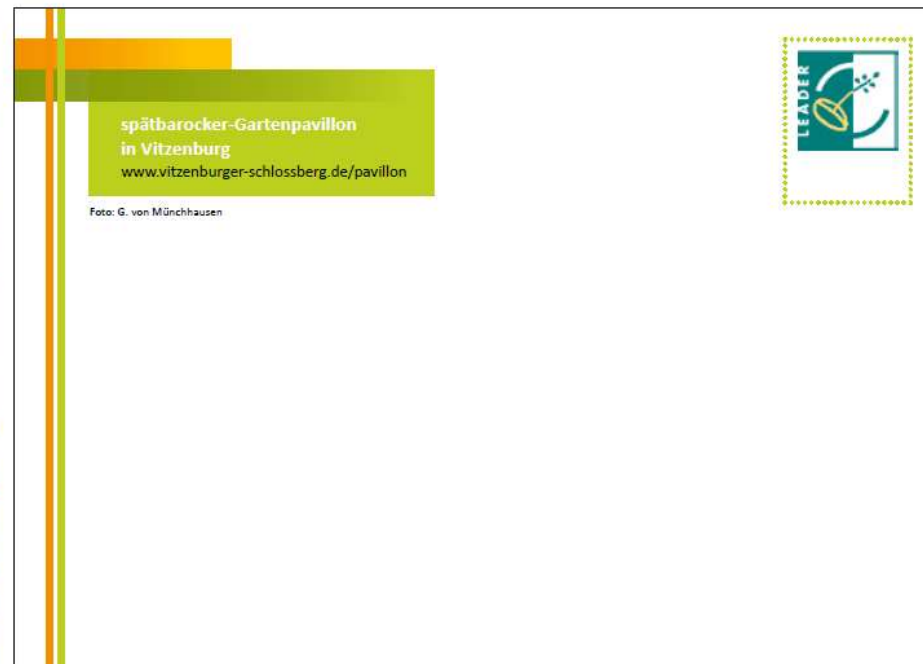 spätbarocker-Gartenpavillon
in Vitzenburg
www.vitzenburger-schlossberg.de/pavillon
Foto: G. von Münchhausen
LEADER